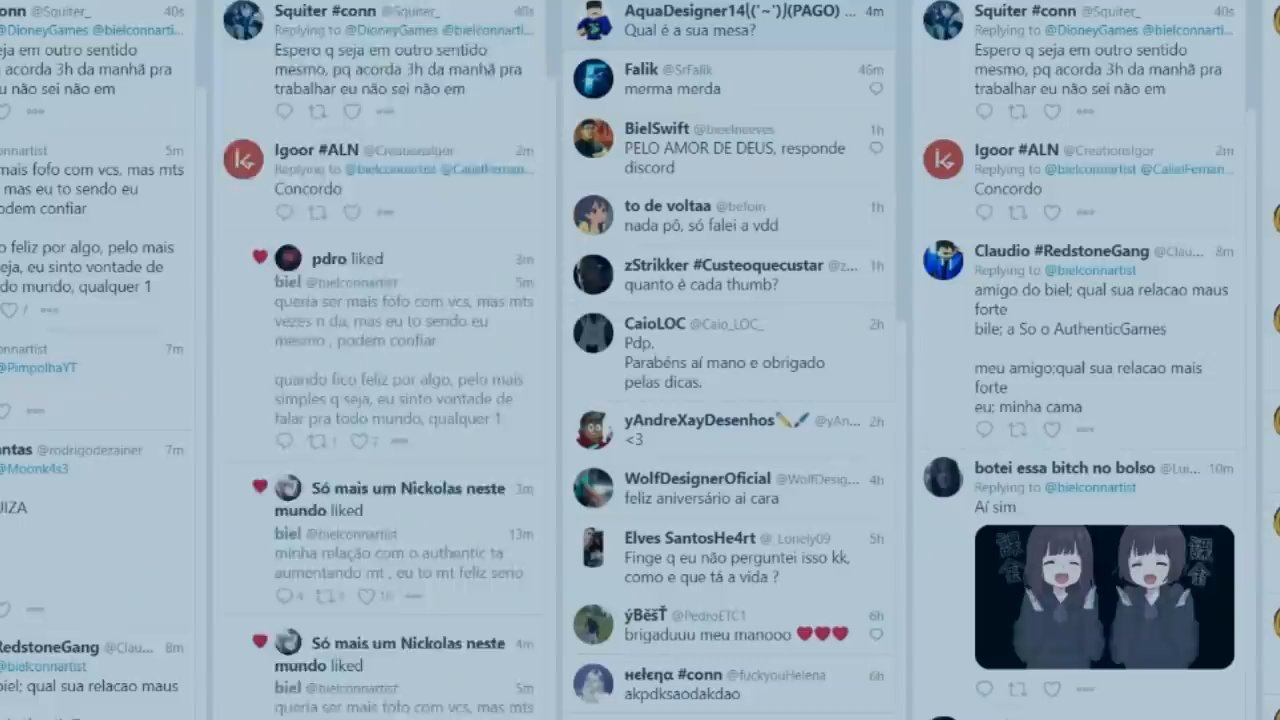 onn @Squiter_ 40s
@DioneyGames @bielconnarti...
eja em outro sentido
acorda 3h da manhã pra
u não sei não em
onnartist 5m
mais fofo com vcs, mas mts
mas eu to sendo eu
podem confiar
o feliz por algo, pelo mais
eja, eu sinto vontade de
do mundo, qualquer 1
7
onnartist 7m
@PimpolhaYT
antas @rodrigodezainer 7m
@Moonk4s3
UIZA
RedstoneGang @Clau... 8m
@bielconnartist
biel; qual sua relacao maus
Squiter #conn @Squiter_ 40s
Replying to @DioneyGames @bielconnarti...
Espero q seja em outro sentido
mesmo, pq acorda 3h da manhã pra
trabalhar eu não sei não em
Igoor #ALN @CreationsIgor 2m
Replying to @bielconnartist @CalielFernan...
Concordo
pdro liked 3m
biel @bielconnartist 5m
queria ser mais fofo com vcs, mas mts
vezes n da, mas eu to sendo eu
mesmo , podem confiar
quando fico feliz por algo, pelo mais
simples q seja, eu sinto vontade de
falar pra todo mundo, qualquer 1
1 7
Só mais um Nickolas neste 3m
mundo liked
biel @bielconnartist 13m
minha relação com o authentic ta
aumentando mt , eu to mt feliz serio
4 16
Só mais um Nickolas neste 4m
mundo liked
biel @bielconnartist 5m
queria ser mais fofo com vcs, mas mts
AquaDesigner14[('~')](PAGO) ... 4m
Qual é a sua mesa?
Falik @SrFalik 46m
merma merda
BielSwift @bieelneeves 1h
PELO AMOR DE DEUS, responde
discord
to de voltaa @befoin 1h
nada pô, só falei a vdd
zStrikker #Custeoquecustar @z... 1h
quanto é cada thumb?
CaioLOC @Caio_LOC_ 2h
Pdp.
Parabéns aí mano e obrigado
pelas dicas.
yAndreXayDesenhos✏️🖌️ @yAn... 2h
<3
WolfDesignerOficial @WolfDesig... 4h
feliz aniversário ai cara
Elves SantosHe4rt @_Lonely09 5h
Finge q eu não perguntei isso kk,
como e que tá a vida ?
ýBěsŤ @PedroETC1 6h
brigaduuu meu manooo ❤️❤️❤️
нєłєηα #conn @fuckyouHelena 6h
akpdksaodakdao
Squiter #conn @Squiter_ 40s
Replying to @DioneyGames @bielconnarti...
Espero q seja em outro sentido
mesmo, pq acorda 3h da manhã pra
trabalhar eu não sei não em
Igoor #ALN @CreationsIgor 2m
Replying to @bielconnartist @CalielFernan...
Concordo
Claudio #RedstoneGang @Clau... 8m
Replying to @bielconnartist
amigo do biel; qual sua relacao maus
forte
bile; a So o AuthenticGames
meu amigo;qual sua relacao mais
forte
eu; minha cama
botei essa bitch no bolso @Lui... 10m
Replying to @bielconnartist
Aí sim